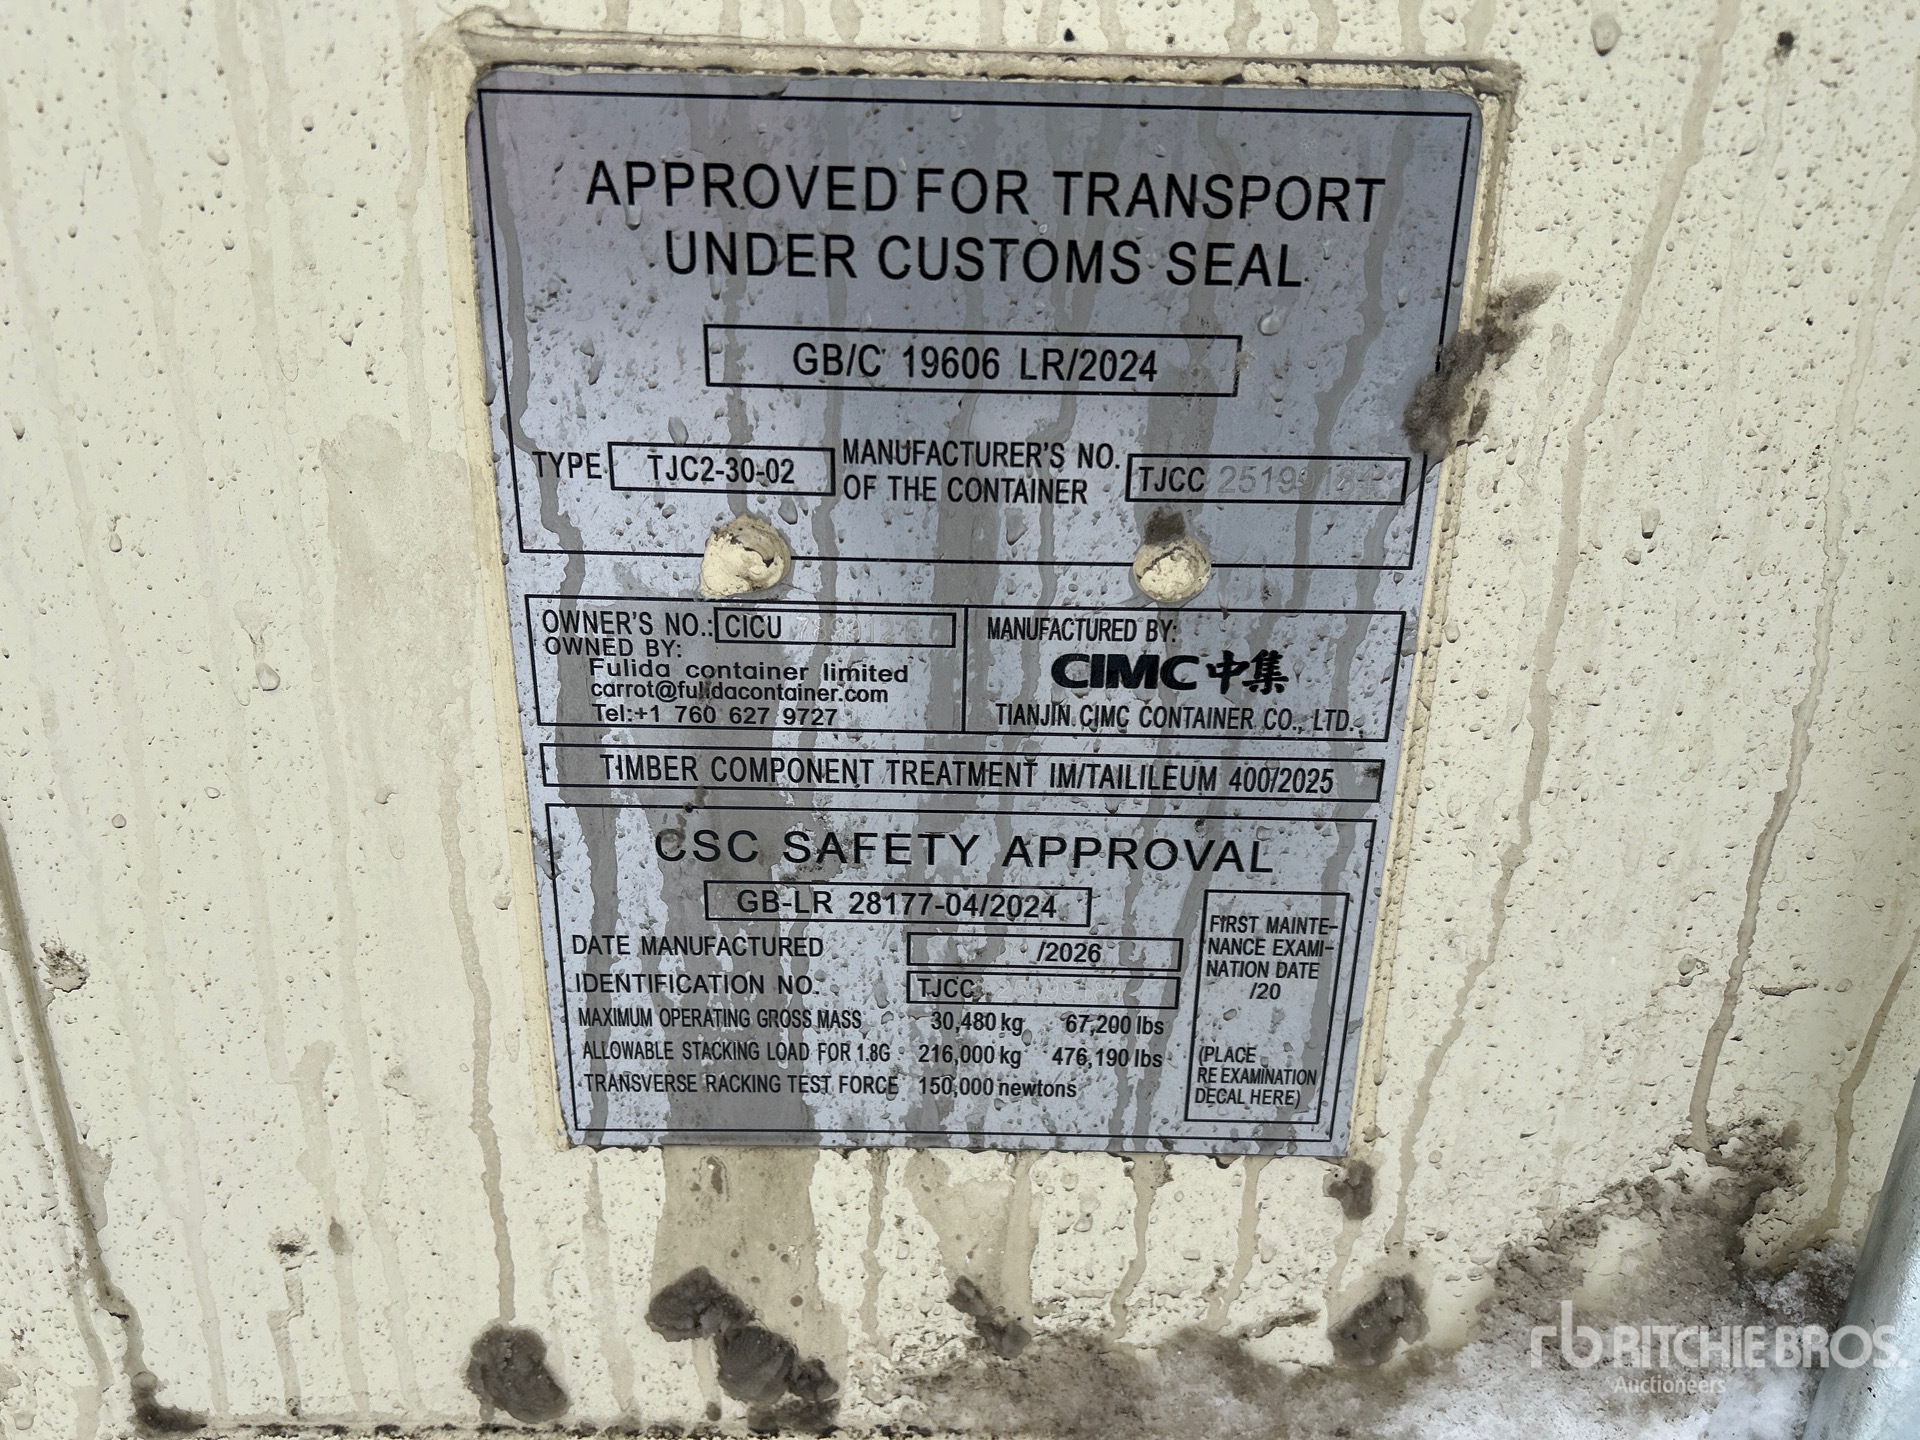 APPROVED FOR TRANSPORT
UNDER CUSTOMS SEAL
GB/C 19606 LR/2024
TYPE TJC2-30-02 MANUFACTURER'S NO. OF THE CONTAINER TJCC
OWNER'S NO.: CICU
OWNED BY:
Fulida container limited
carrot@fulidacontainer.com
Tel:+1 760 627 9727
MANUFACTURED BY:
CIMC中集
TIANJIN CIMC CONTAINER CO., LTD.
TIMBER COMPONENT TREATMENT IM/TAILILEUM 400/2025
CSC SAFETY APPROVAL
GB-LR 28177-04/2024
DATE MANUFACTURED /2026
IDENTIFICATION NO. TJCC
MAXIMUM OPERATING GROSS MASS 30,480 kg 67,200 lbs
ALLOWABLE STACKING LOAD FOR 1.8G 216,000 kg 476,190 lbs
TRANSVERSE RACKING TEST FORCE 150,000 newtons
FIRST MAINTE-
NANCE EXAMI-
NATION DATE
/20
(PLACE
RE EXAMINATION
DECAL HERE)
rb RITCHIE BROS.
Auctioneers